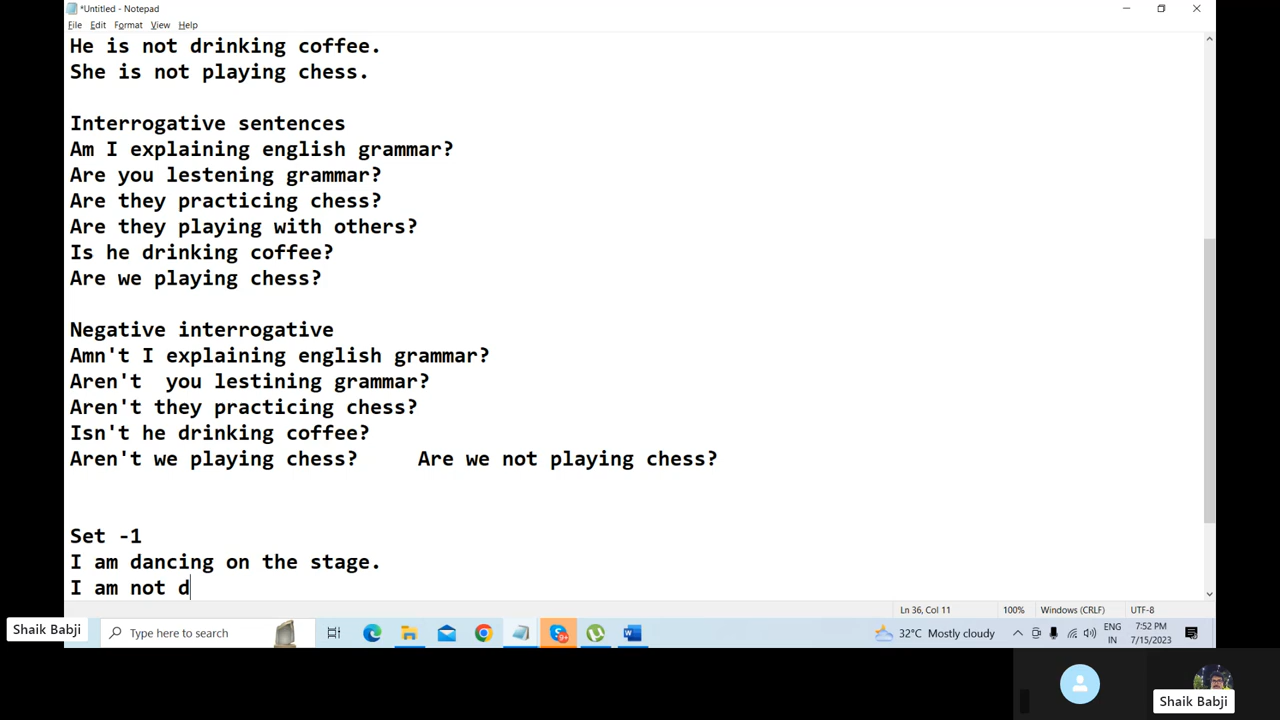 *Untitled - Notepad
File Edit Format View Help
He is not drinking coffee.
She is not playing chess.
Interrogative sentences
Am I explaining english grammar?
Are you lestening grammar?
Are they practicing chess?
Are they playing with others?
Is he drinking coffee?
Are we playing chess?
Negative interrogative
Amn't I explaining english grammar?
Aren't  you lestining grammar?
Aren't they practicing chess?
Isn't he drinking coffee?
Aren't we playing chess?     Are we not playing chess?
Set -1
I am dancing on the stage.
I am not d
Ln 36, Col 11 100% Windows (CRLF) UTF-8
Shaik Babji
Type here to search
9+
32°C Mostly cloudy
ENG
IN
7:52 PM
7/15/2023
Shaik Babji